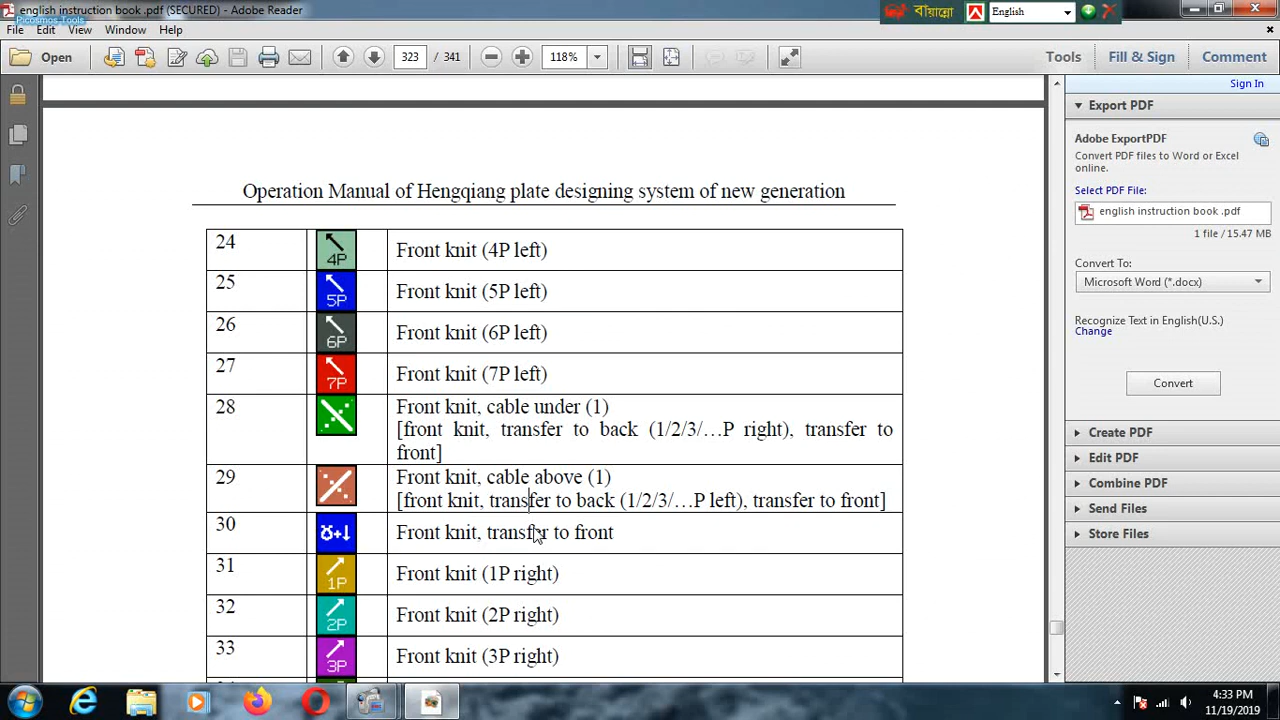 english instruction book .pdf (SECURED) - Adobe Reader
Picosmos Tools
বাঁয়ান্নো
English
File Edit View Window Help
Open
323 / 341
118%
Tools Fill & Sign Comment
Sign In
Operation Manual of Hengqiang plate designing system of new generation
24 4P Front knit (4P left)
25 5P Front knit (5P left)
26 6P Front knit (6P left)
27 7P Front knit (7P left)
28 Front knit, cable under (1)
[front knit, transfer to back (1/2/3/…P right), transfer to
front]
29 Front knit, cable above (1)
[front knit, transfer to back (1/2/3/…P left), transfer to front]
30 Front knit, transfer to front
31 1P Front knit (1P right)
32 2P Front knit (2P right)
33 3P Front knit (3P right)
Export PDF
Adobe ExportPDF
Convert PDF files to Word or Excel
online.
Select PDF File:
english instruction book .pdf
1 file / 15.47 MB
Convert To:
Microsoft Word (*.docx)
Recognize Text in English(U.S.)
Change
Convert
Create PDF
Edit PDF
Combine PDF
Send Files
Store Files
4:33 PM
11/19/2019